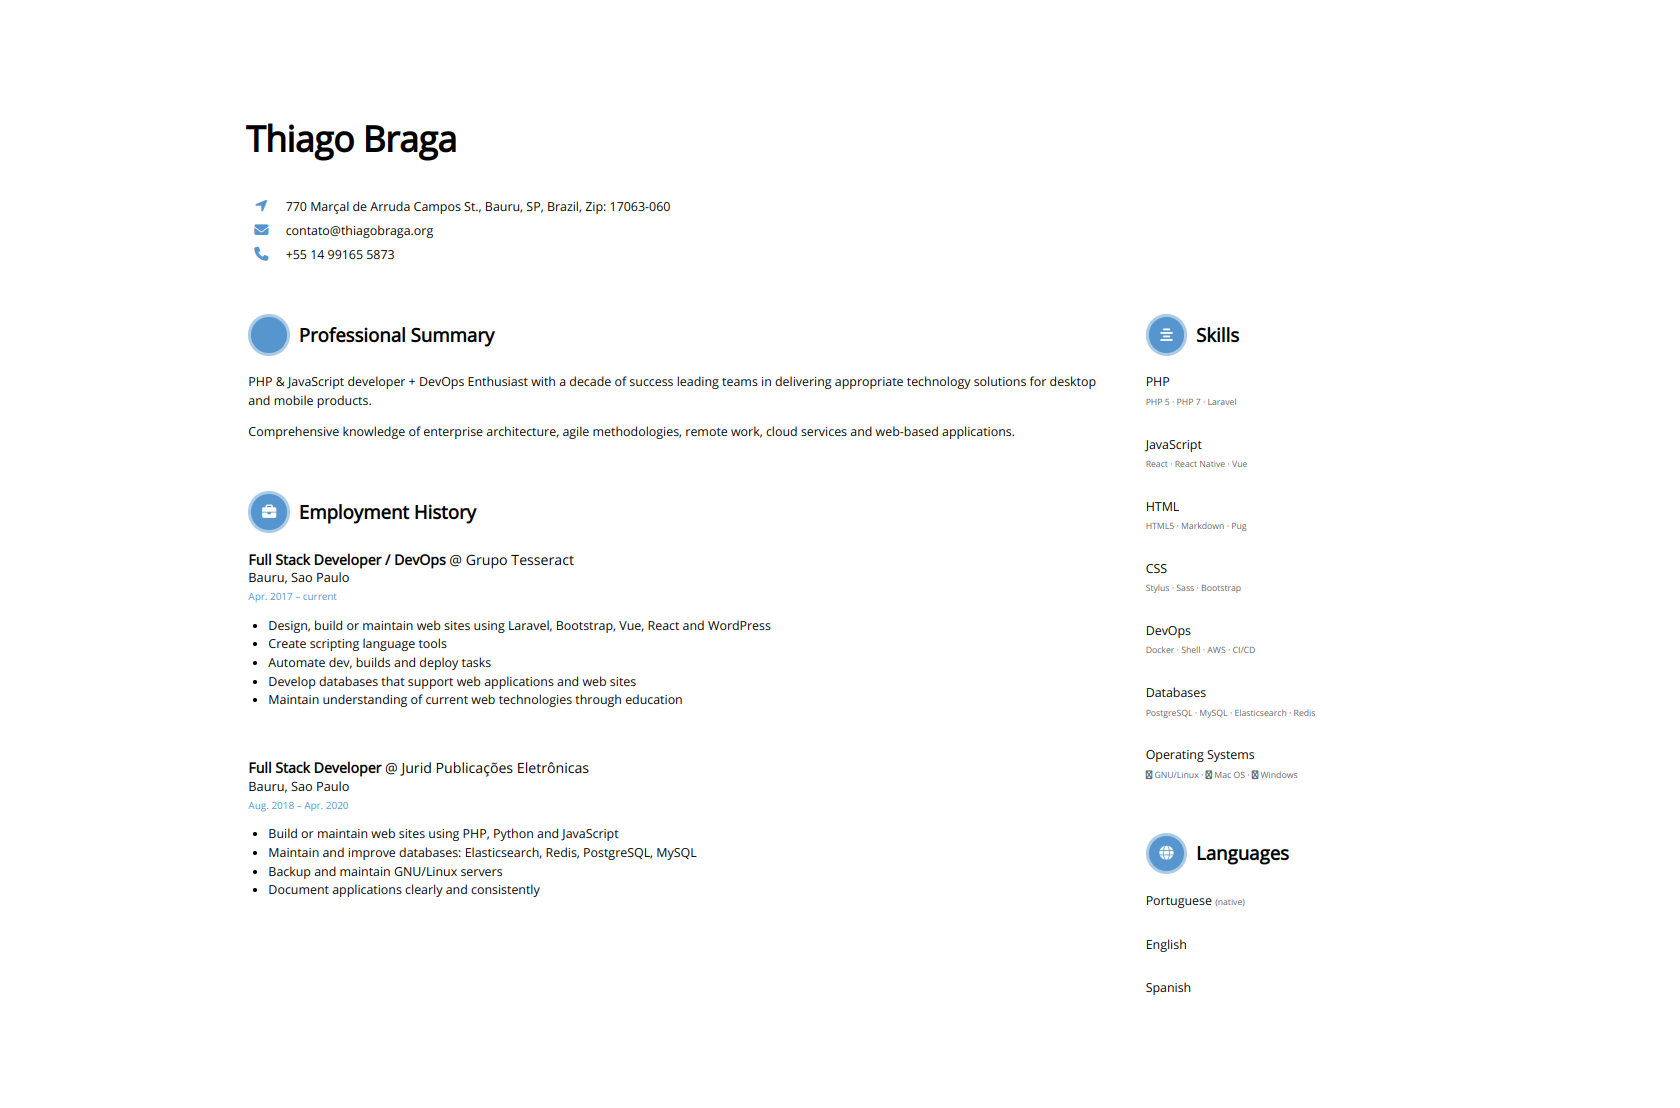 Thiago Braga
770 Marçal de Arruda Campos St., Bauru, SP, Brazil, Zip: 17063-060
contato@thiagobraga.org
+55 14 99165 5873
Professional Summary
PHP & JavaScript developer + DevOps Enthusiast with a decade of success leading teams in delivering appropriate technology solutions for desktop
and mobile products.
Comprehensive knowledge of enterprise architecture, agile methodologies, remote work, cloud services and web-based applications.
Employment History
Full Stack Developer / DevOps @ Grupo Tesseract
Bauru, Sao Paulo
Apr. 2017 – current
• Design, build or maintain web sites using Laravel, Bootstrap, Vue, React and WordPress
• Create scripting language tools
• Automate dev, builds and deploy tasks
• Develop databases that support web applications and web sites
• Maintain understanding of current web technologies through education
Full Stack Developer @ Jurid Publicações Eletrônicas
Bauru, Sao Paulo
Aug. 2018 – Apr. 2020
• Build or maintain web sites using PHP, Python and JavaScript
• Maintain and improve databases: Elasticsearch, Redis, PostgreSQL, MySQL
• Backup and maintain GNU/Linux servers
• Document applications clearly and consistently
Skills
PHP
PHP 5 · PHP 7 · Laravel
JavaScript
React · React Native · Vue
HTML
HTML5 · Markdown · Pug
CSS
Stylus · Sass · Bootstrap
DevOps
Docker · Shell · AWS · CI/CD
Databases
PostgreSQL · MySQL · Elasticsearch · Redis
Operating Systems
GNU/Linux · Mac OS · Windows
Languages
Portuguese (native)
English
Spanish